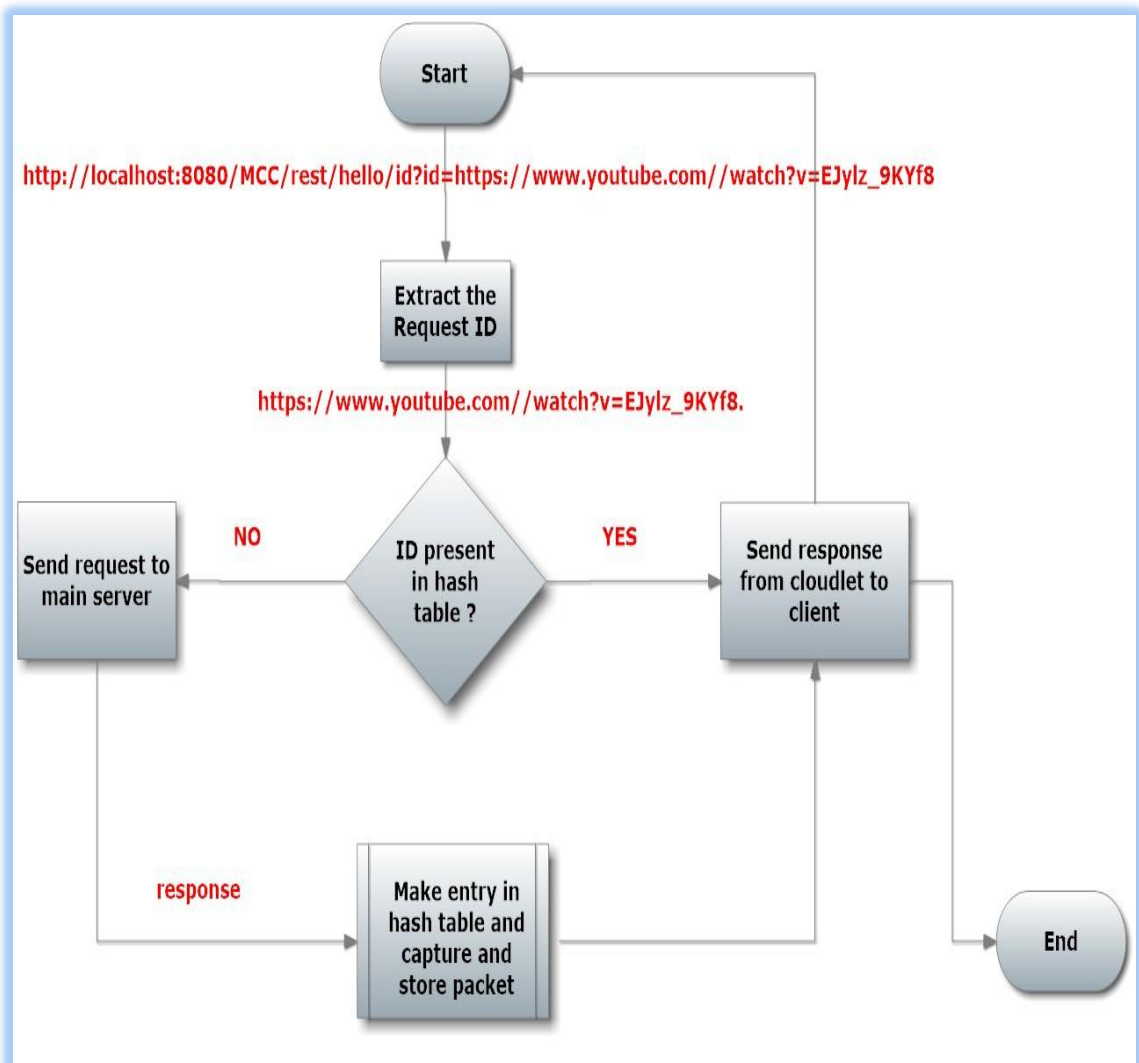 Start
http://localhost:8080/MCC/rest/hello/id?id=https://www.youtube.com//watch?v=EJylz_9KYf8
Extract the
Request ID
https://www.youtube.com//watch?v=EJylz_9KYf8.
NO
YES
Send request to
main server
ID present
in hash
table ?
Send response
from cloudlet to
client
response
Make entry in
hash table and
capture and
store packet
End